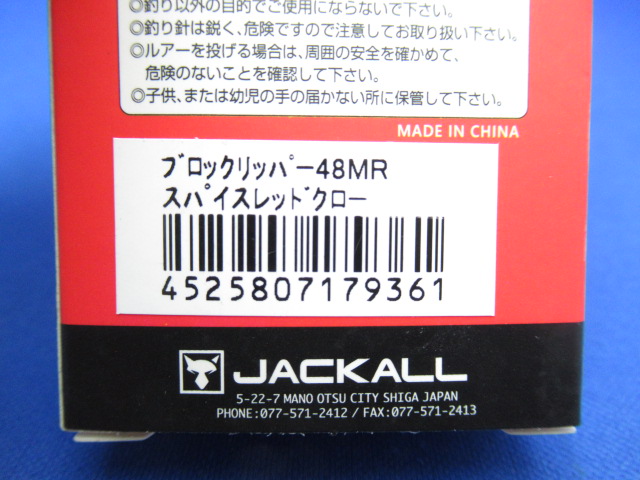 ◎釣り以外の目的でご使用にならないで下さい。
◎釣り針は鋭く、危険ですので注意してお取り扱い下さい。
◎ルアーを投げる場合は、周囲の安全を確かめて、
危険のないことを確認して下さい。
◎子供、または幼児の手の届かない所に保管して下さい。
MADE IN CHINA
ブロックリッパー48MR
スパイスレッドクロー
4525807179361
JACKALL
5-22-7 MANO OTSU CITY SHIGA JAPAN
PHONE:077-571-2412 / FAX:077-571-2413